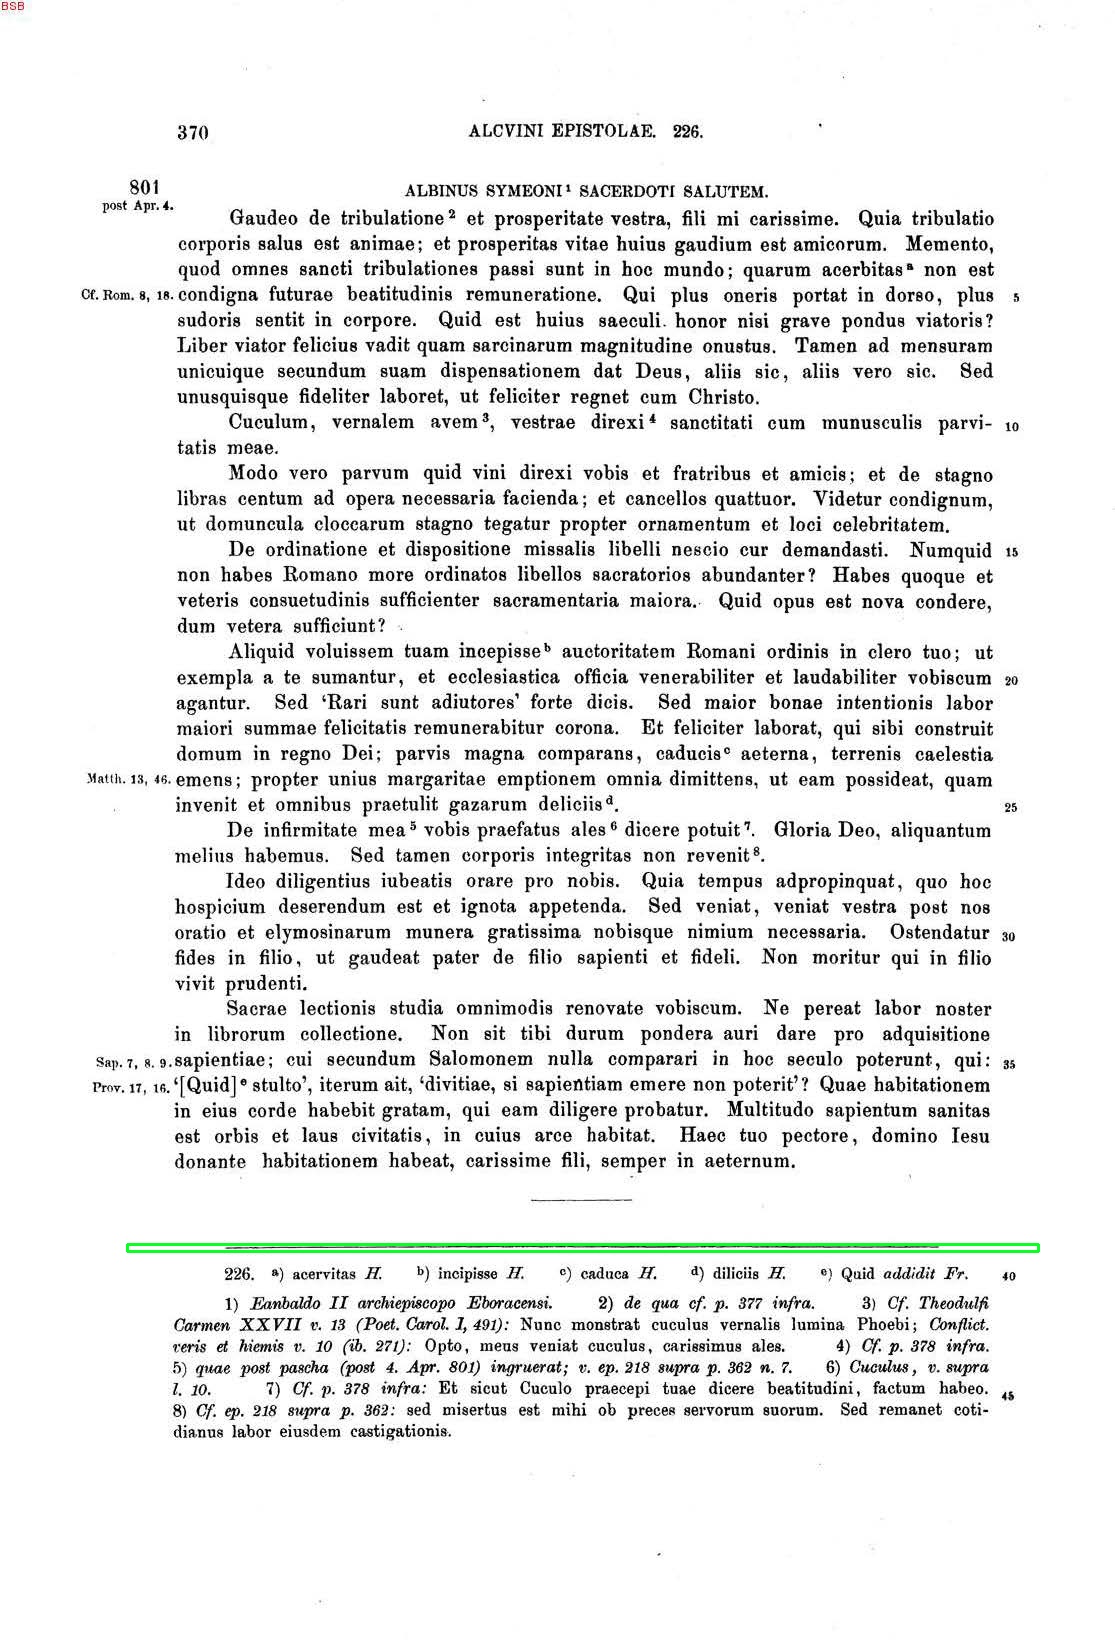 BSB
370
ALCVINI EPISTOLAE. 226.
801
post Apr. 4.
ALBINUS SYMEONI¹ SACERDOTI SALUTEM.
Gaudeo de tribulatione² et prosperitate vestra, fili mi carissime. Quia tribulatio
corporis salus est animae; et prosperitas vitae huius gaudium est amicorum. Memento,
quod omnes sancti tribulationes passi sunt in hoc mundo; quarum acerbitasᵃ non est
Cf. Rom. 8, 18. condigna futurae beatitudinis remuneratione. Qui plus oneris portat in dorso, plus 5
sudoris sentit in corpore. Quid est huius saeculi honor nisi grave pondus viatoris?
Liber viator felicius vadit quam sarcinarum magnitudine onustus. Tamen ad mensuram
unicuique secundum suam dispensationem dat Deus, aliis sic, aliis vero sic. Sed
unusquisque fideliter laboret, ut feliciter regnet cum Christo.
Cuculum, vernalem avem³, vestrae direxi⁴ sanctitati cum munusculis parvi- 10
tatis meae.
Modo vero parvum quid vini direxi vobis et fratribus et amicis; et de stagno
libras centum ad opera necessaria facienda; et cancellos quattuor. Videtur condignum,
ut domuncula cloccarum stagno tegatur propter ornamentum et loci celebritatem.
De ordinatione et dispositione missalis libelli nescio cur demandasti. Numquid 15
non habes Romano more ordinatos libellos sacratorios abundanter? Habes quoque et
veteris consuetudinis sufficienter sacramentaria maiora. Quid opus est nova condere,
dum vetera sufficiunt?
Aliquid voluissem tuam incepisseᵇ auctoritatem Romani ordinis in clero tuo; ut
exempla a te sumantur, et ecclesiastica officia venerabiliter et laudabiliter vobiscum 20
agantur. Sed ‘Rari sunt adiutores’ forte dicis. Sed maior bonae intentionis labor
maiori summae felicitatis remunerabitur corona. Et feliciter laborat, qui sibi construit
domum in regno Dei; parvis magna comparans, caducisᶜ aeterna, terrenis caelestia
Matth. 13, 46. emens; propter unius margaritae emptionem omnia dimittens, ut eam possideat, quam
invenit et omnibus praetulit gazarum deliciisᵈ. 25
De infirmitate mea⁵ vobis praefatus ales⁶ dicere potuit⁷. Gloria Deo, aliquantum
melius habemus. Sed tamen corporis integritas non revenit⁸.
Ideo diligentius iubeatis orare pro nobis. Quia tempus adpropinquat, quo hoc
hospicium deserendum est et ignota appetenda. Sed veniat, veniat vestra post nos
oratio et elymosinarum munera gratissima nobisque nimium necessaria. Ostendatur 30
fides in filio, ut gaudeat pater de filio sapienti et fideli. Non moritur qui in filio
vivit prudenti.
Sacrae lectionis studia omnimodis renovate vobiscum. Ne pereat labor noster
in librorum collectione. Non sit tibi durum pondera auri dare pro adquisitione
Sap. 7, 8. 9. sapientiae; cui secundum Salomonem nulla comparari in hoc seculo poterunt, qui: 35
Prov. 17, 16. ‘[Quid]ᵉ stulto’, iterum ait, ‘divitiae, si sapientiam emere non poterit’? Quae habitationem
in eius corde habebit gratam, qui eam diligere probatur. Multitudo sapientum sanitas
est orbis et laus civitatis, in cuius arce habitat. Haec tuo pectore, domino Iesu
donante habitationem habeat, carissime fili, semper in aeternum.
226. ᵃ) acervitas H. ᵇ) incipisse H. ᶜ) caduca H. ᵈ) diliciis H. ᵉ) Quid addidit Fr. 40
1) Eanbaldo II archiepiscopo Eboracensi. 2) de qua cf. p. 377 infra. 3) Cf. Theodulfi
Carmen XXVII v. 13 (Poet. Carol. I, 491): Nunc monstrat cuculus vernalis lumina Phoebi; Conflict.
veris et hiemis v. 10 (ib. 271): Opto, meus veniat cuculus, carissimus ales. 4) Cf. p. 378 infra.
5) quae post pascha (post 4. Apr. 801) ingruerat; v. ep. 218 supra p. 362 n. 7. 6) Cuculus, v. supra
l. 10. 7) Cf. p. 378 infra: Et sicut Cuculo praecepi tuae dicere beatitudini, factum habeo. 45
8) Cf. ep. 218 supra p. 362: sed misertus est mihi ob preces servorum suorum. Sed remanet coti-
dianus labor eiusdem castigationis.